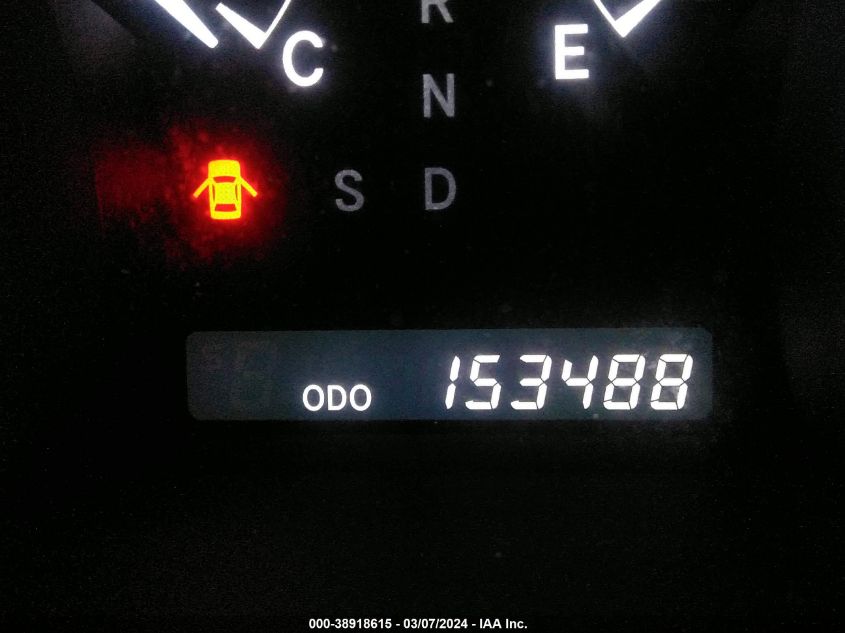 R
C E
N
S D
ODO 153488
000-38918615 - 03/07/2024 - IAA Inc.